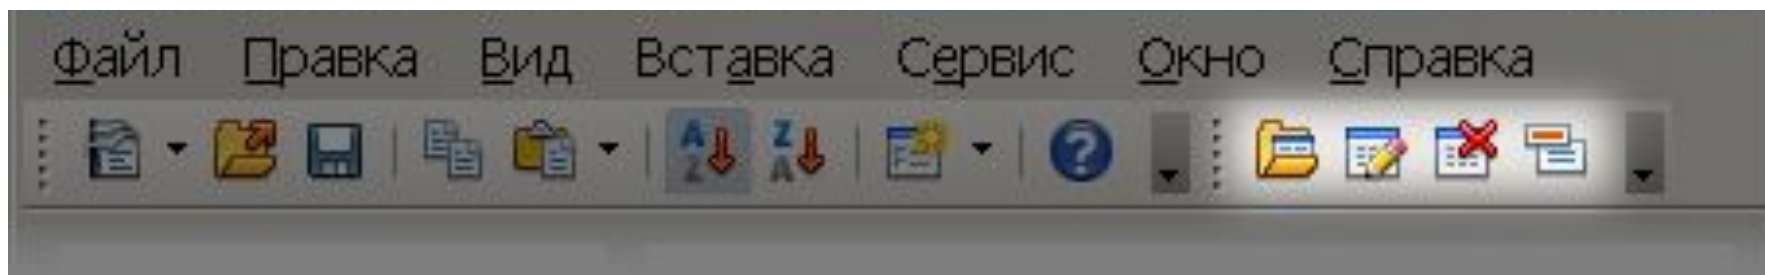 Файл Правка Вид Вставка Сервис Окно Справка